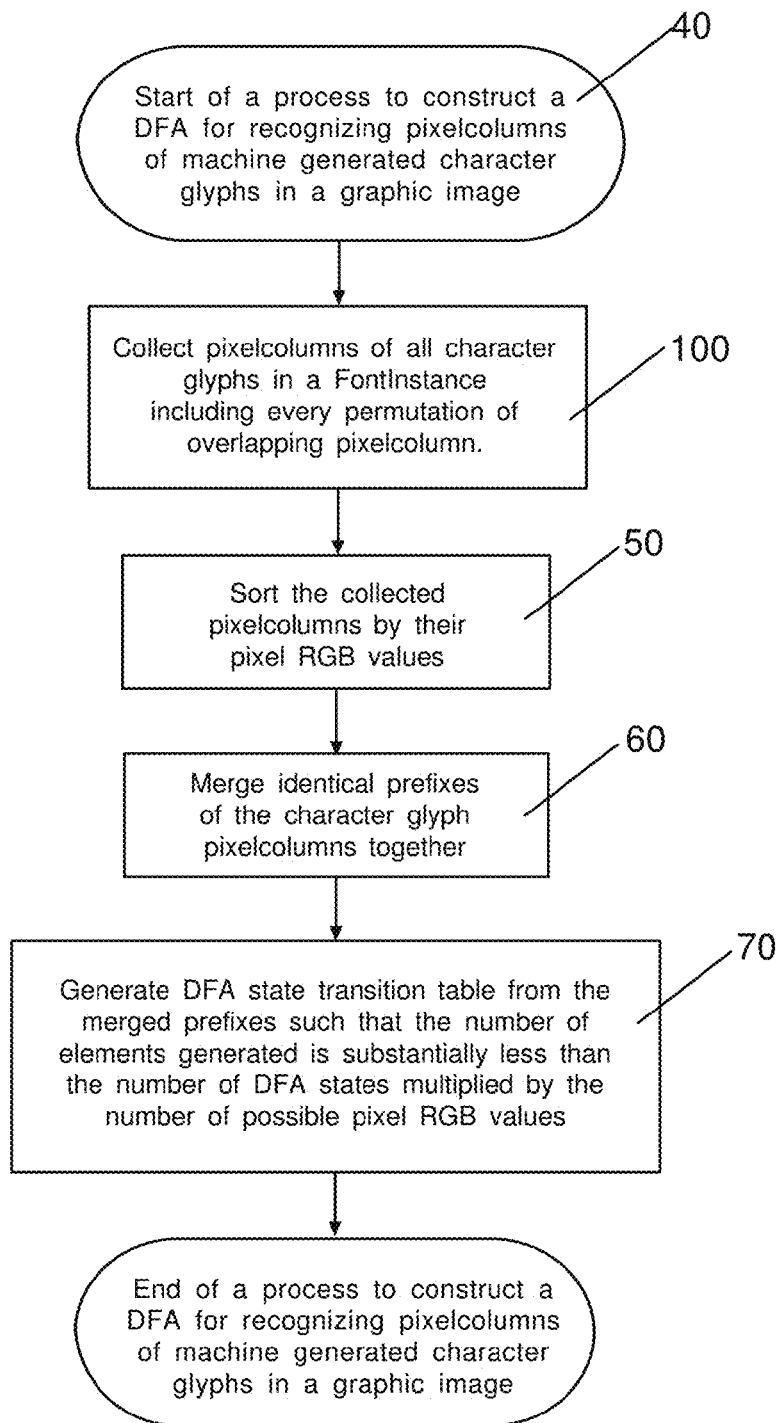 40
Start of a process to construct a
DFA for recognizing pixelcolumns
of machine generated character
glyphs in a graphic image
Collect pixelcolumns of all character
glyphs in a FontInstance
including every permutation of
overlapping pixelcolumn.
100
Sort the collected
pixelcolumns by their
pixel RGB values
50
Merge identical prefixes
of the character glyph
pixelcolumns together
60
Generate DFA state transition table from the
merged prefixes such that the number of
elements generated is substantially less than
the number of DFA states multiplied by the
number of possible pixel RGB values
70
End of a process to construct a
DFA for recognizing pixelcolumns
of machine generated character
glyphs in a graphic image